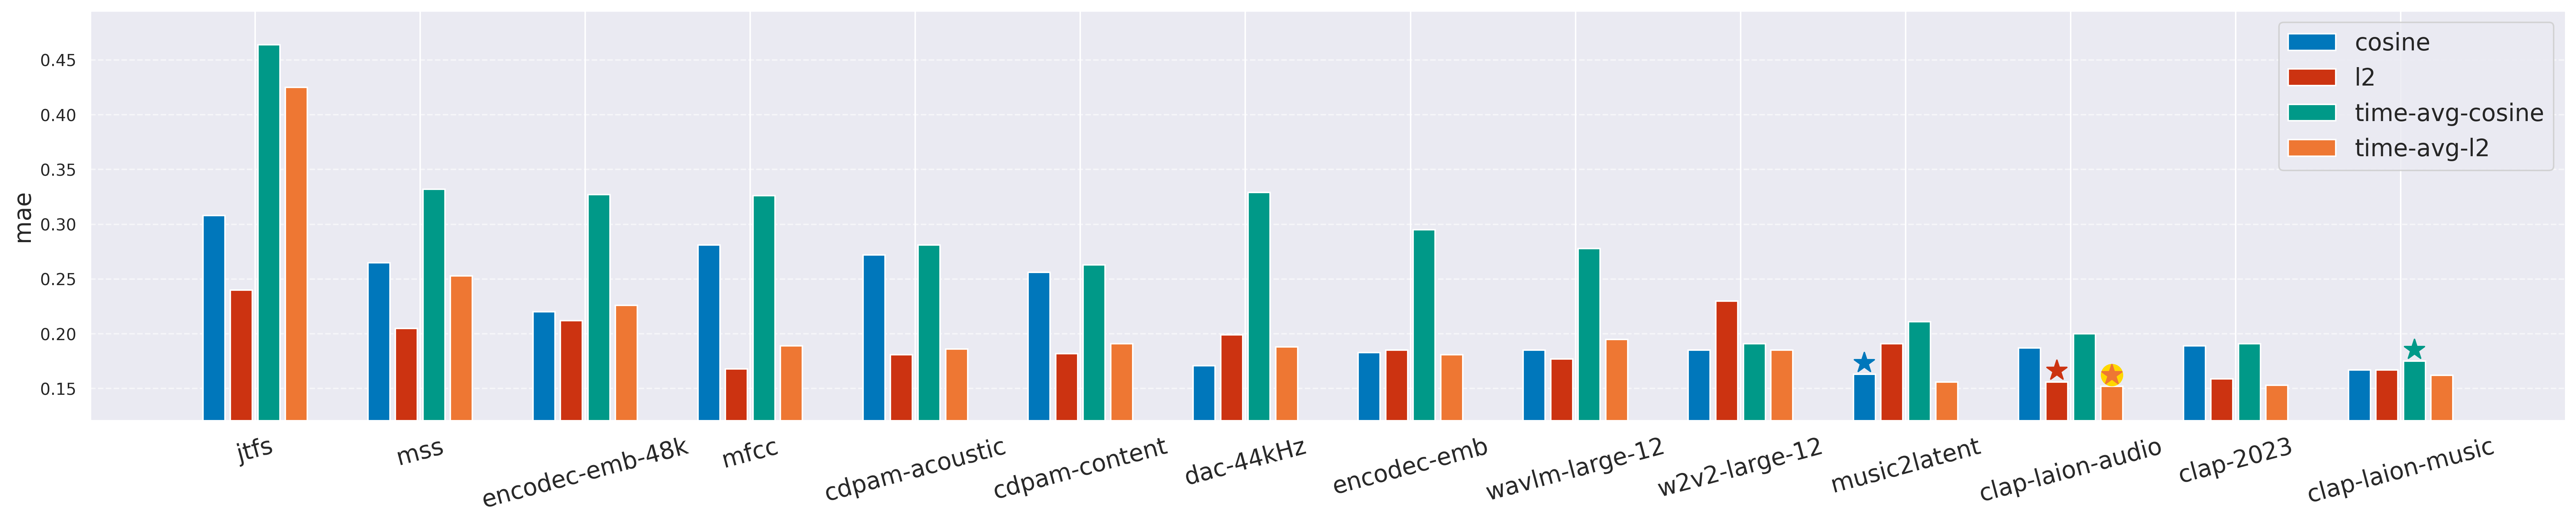 mae
0.45
0.40
0.35
0.30
0.25
0.20
0.15
cosine
l2
time-avg-cosine
time-avg-l2
jtfs
mss
encodec-emb-48k
mfcc
cdpam-acoustic
cdpam-content
dac-44kHz
encodec-emb
wavlm-large-12
w2v2-large-12
music2latent
clap-laion-audio
clap-2023
clap-laion-music